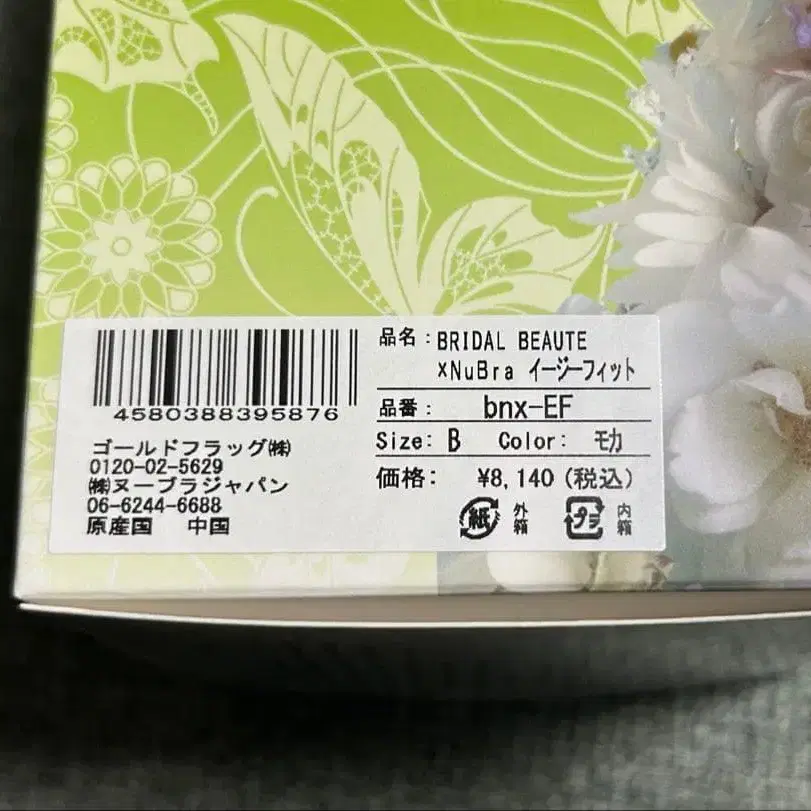 4580388395876
ゴールドフラッグ㈱
0120-02-5629
㈱ヌーブラジャパン
06-6244-6688
原産国 中国
品名：BRIDAL BEAUTE
×NuBra イージーフィット
品番： bnx-EF
Size: B Color: モカ
価格: ¥8,140 (税込)
紙 外箱 プラ 内箱